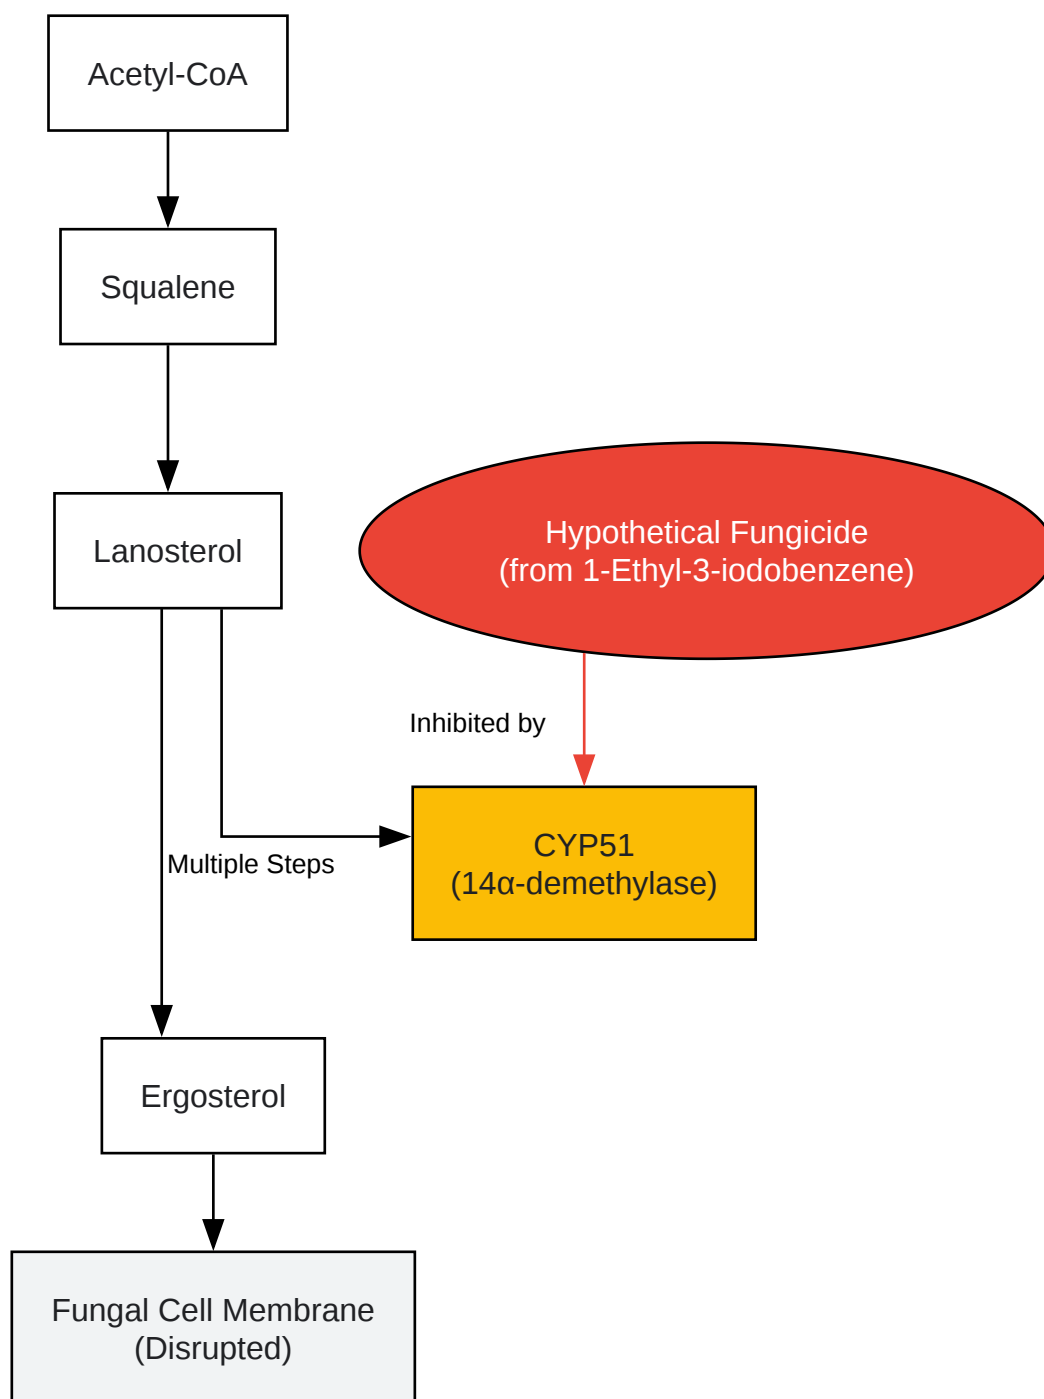 Acetyl-CoA
Squalene
Lanosterol
Hypothetical Fungicide
(from 1-Ethyl-3-iodobenzene)
Inhibited by
CYP51
(14α-demethylase)
Multiple Steps
Ergosterol
Fungal Cell Membrane
(Disrupted)